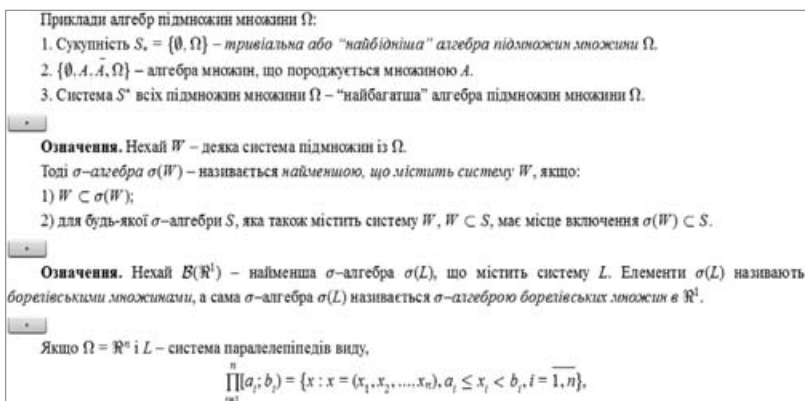 Приклади алгебр підмножин множини Ω:
1. Сукупність S₊ = {∅, Ω} – тривіальна або “найбідніша” алгебра підмножин множини Ω.
2. {∅, A, Ā, Ω} – алгебра множин, що породжується множиною A.
3. Система S* всіх підмножин множини Ω – “найбагатша” алгебра підмножин множини Ω.
Означення. Нехай W – деяка система підмножин із Ω.
Тоді σ–алгебра σ(W) – називається найменшою, що містить систему W, якщо:
1) W ⊂ σ(W);
2) для будь-якої σ–алгебри S, яка також містить систему W, W ⊂ S, має місце включення σ(W) ⊂ S.
Означення. Нехай ℬ(ℜ¹) – найменша σ–алгебра σ(L), що містить систему L. Елементи σ(L) називають
борелівськими множинами, а сама σ–алгебра σ(L) називається σ–алгеброю борелівських множин в ℜ¹.
Якщо Ω = ℜⁿ і L – система паралелепіпедів виду,
∏ⁿᵢ₌₁[aᵢ; bᵢ) = {x : x = (x₁, x₂, ....xₙ), aᵢ ≤ xᵢ < bᵢ, i = 1, n},